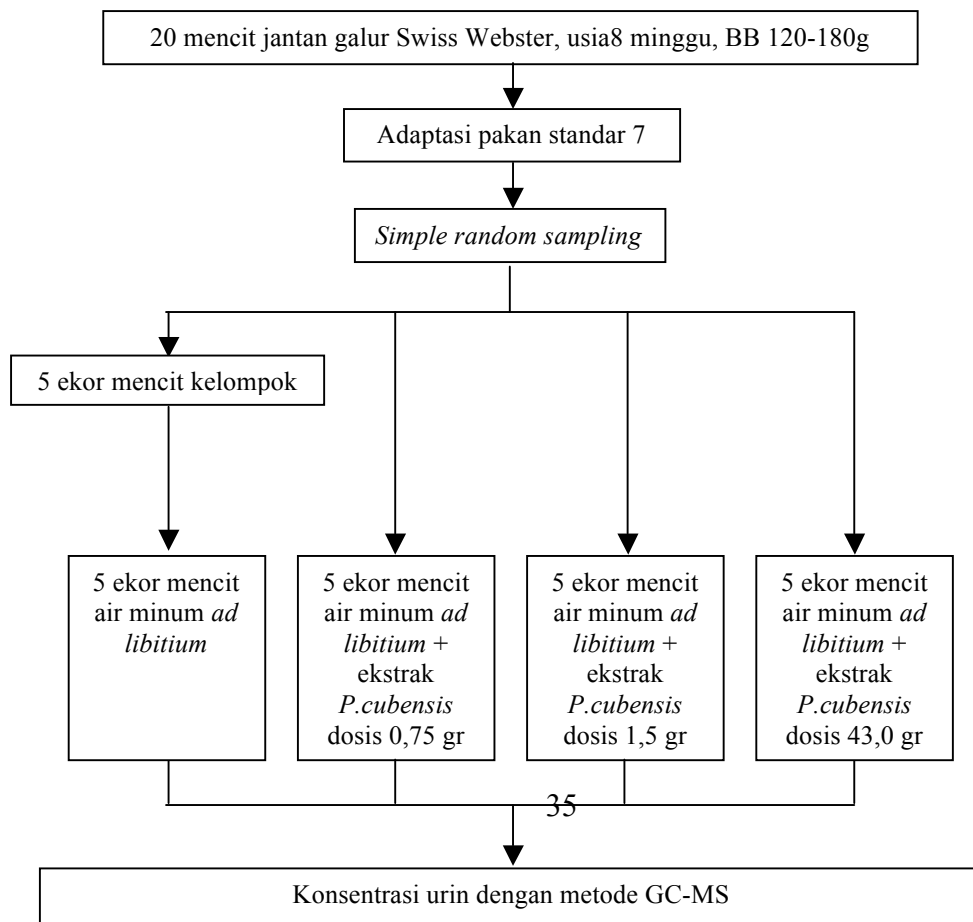 20 mencit jantan galur Swiss Webster, usia8 minggu, BB 120-180g
Adaptasi pakan standar 7
Simple random sampling
5 ekor mencit kelompok
5 ekor mencit
air minum ad
libitium
5 ekor mencit
air minum ad
libitium +
ekstrak
P.cubensis
dosis 0,75 gr
5 ekor mencit
air minum ad
libitium +
ekstrak
P.cubensis
dosis 1,5 gr
5 ekor mencit
air minum ad
libitium +
ekstrak
P.cubensis
dosis 43,0 gr
35
Konsentrasi urin dengan metode GC-MS